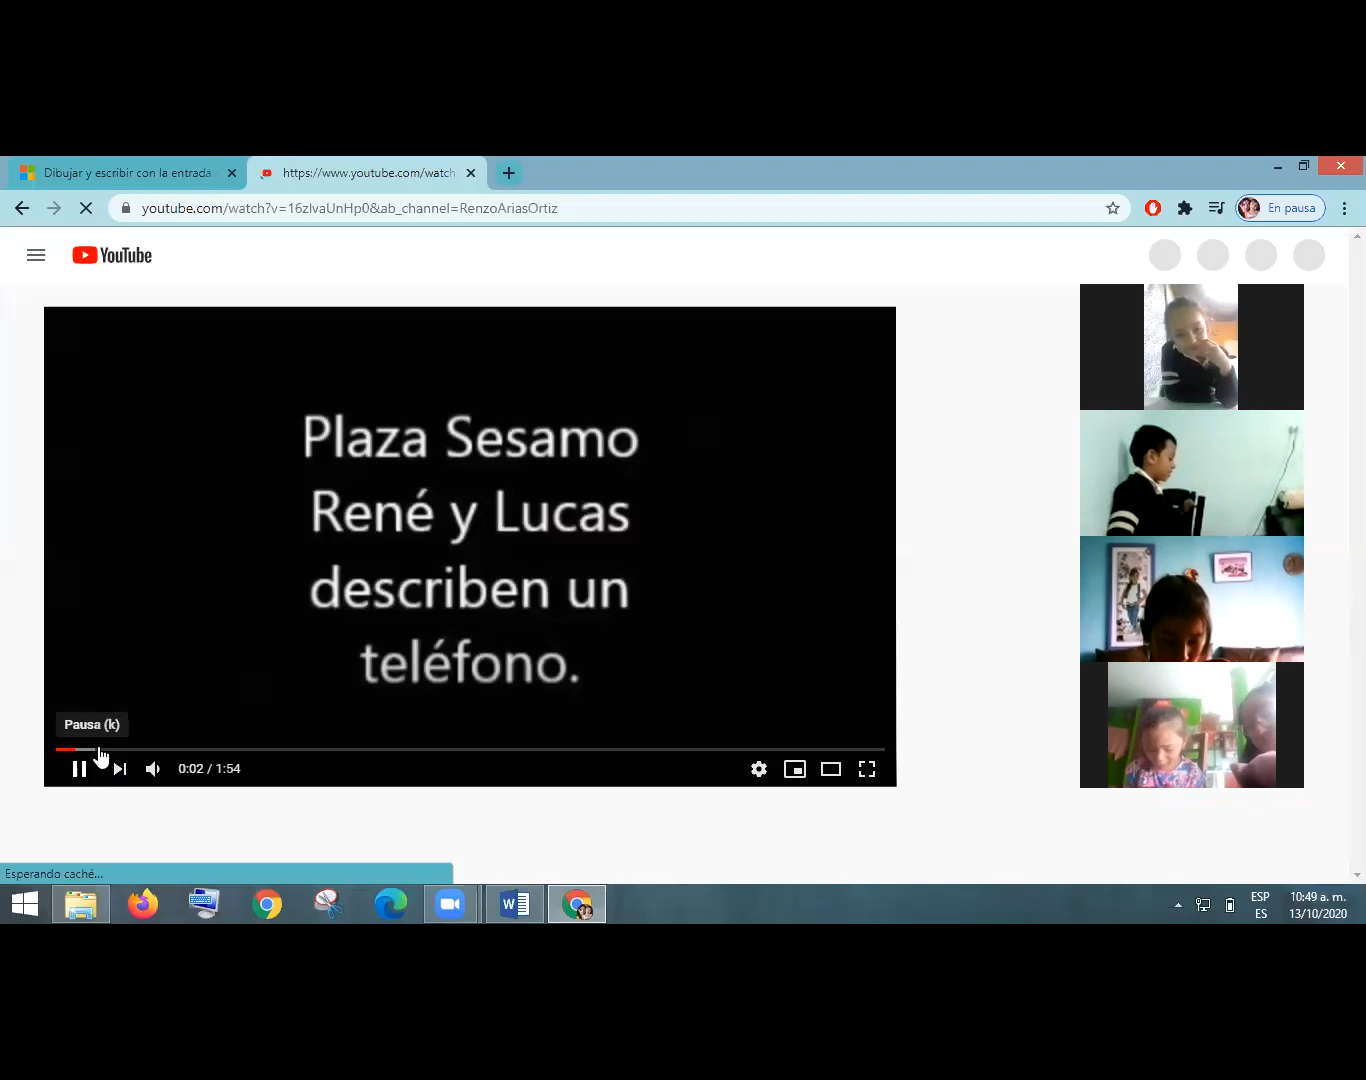 Dibujar y escribir con la entrada
https://www.youtube.com/watch
youtube.com/watch?v=16zIvaUnHp0&ab_channel=RenzoAriasOrtiz
En pausa
YouTube
Plaza Sesamo
René y Lucas
describen un
teléfono.
Pausa (k)
0:02 / 1:54
Esperando caché...
ESP
10:49 a. m.
ES
13/10/2020